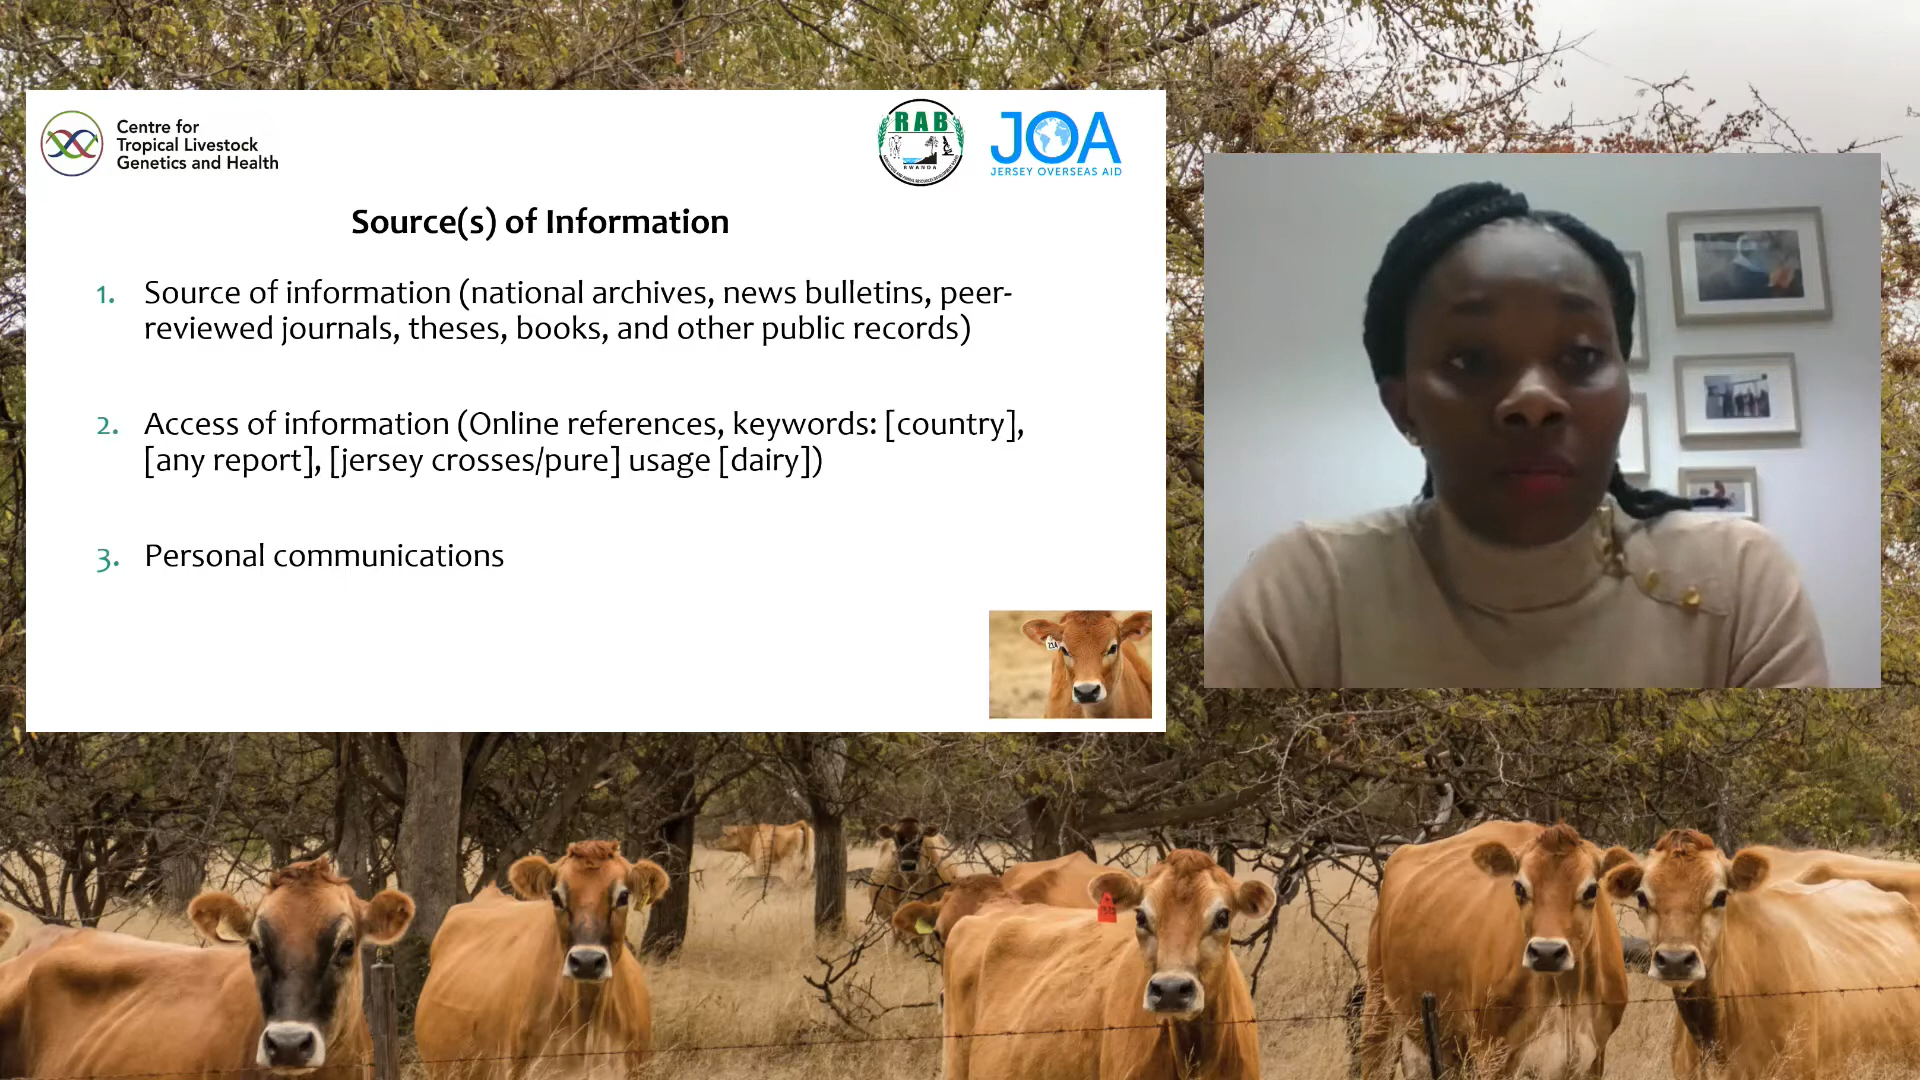 Centre for
Tropical Livestock
Genetics and Health
RAB
RWANDA
JOA
JERSEY OVERSEAS AID
Source(s) of Information
1. Source of information (national archives, news bulletins, peer-
reviewed journals, theses, books, and other public records)
2. Access of information (Online references, keywords: [country],
[any report], [jersey crosses/pure] usage [dairy])
3. Personal communications